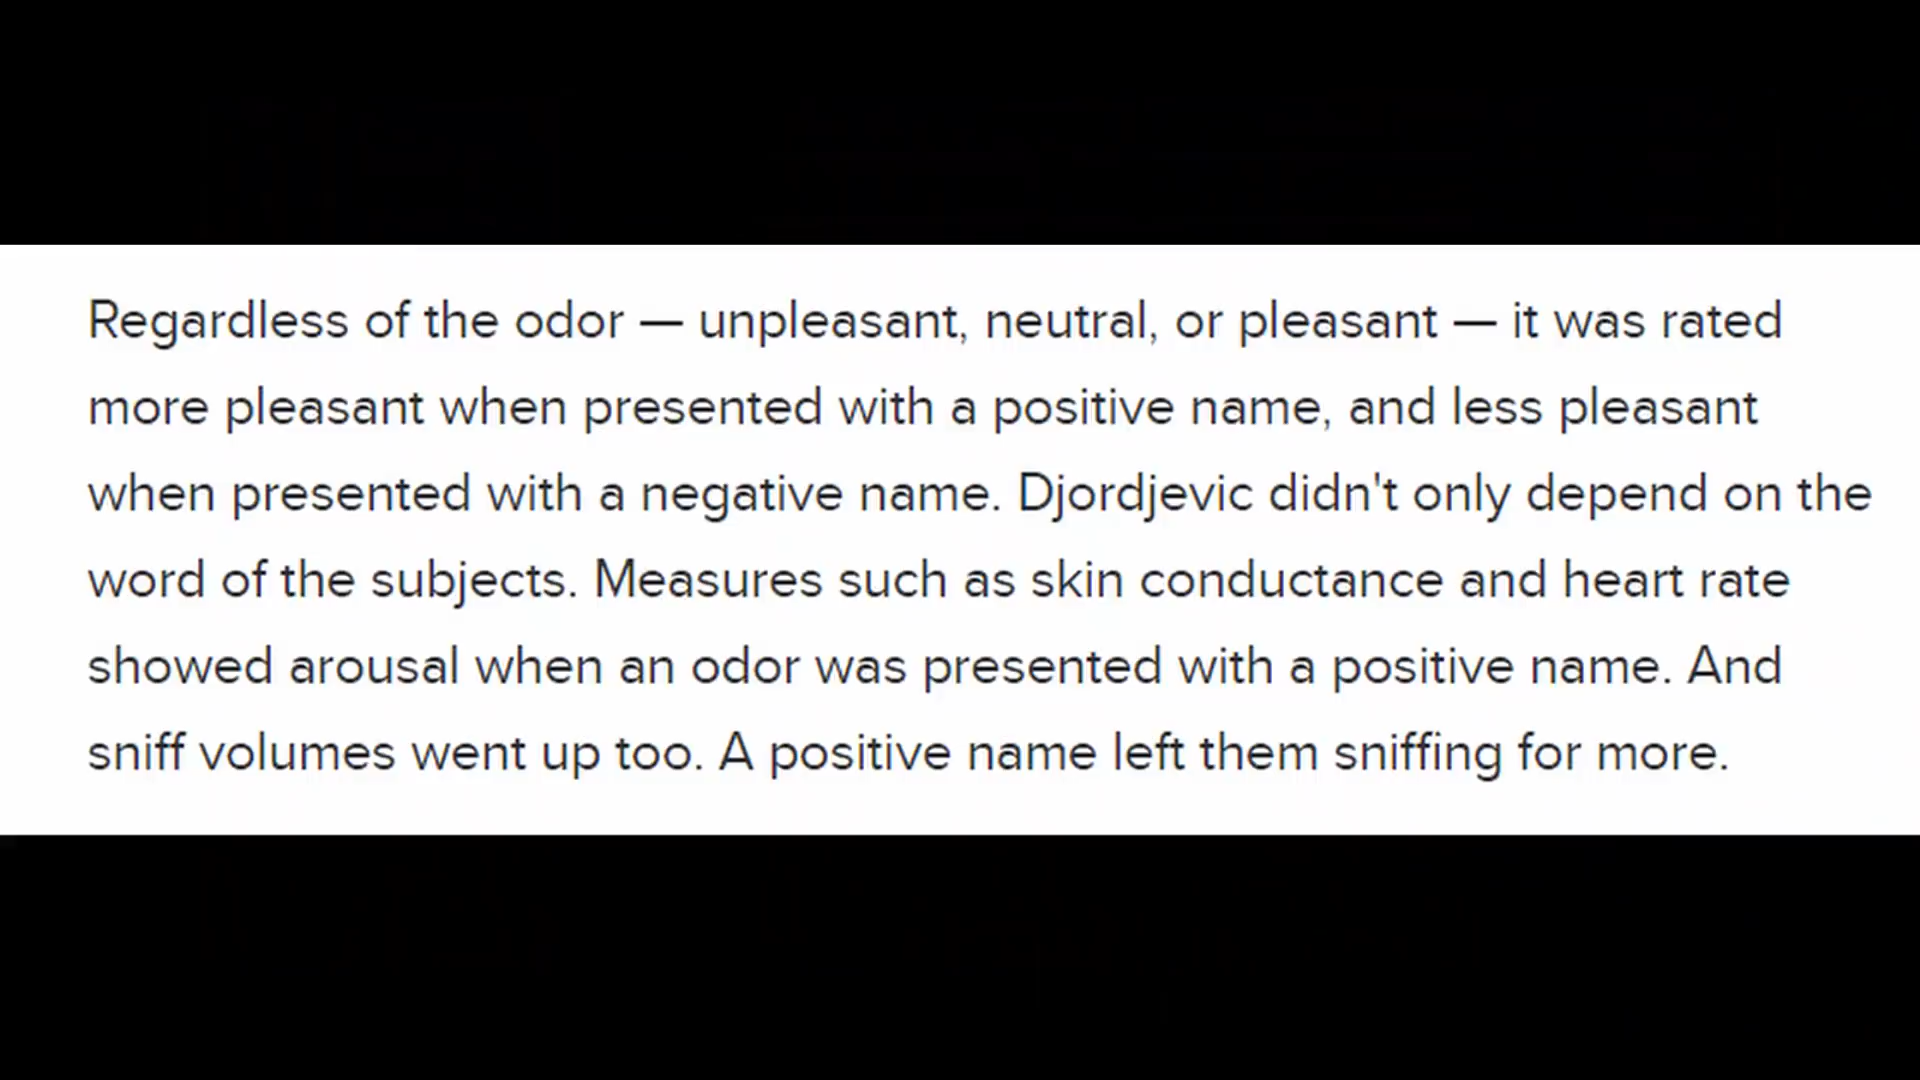 Regardless of the odor — unpleasant, neutral, or pleasant — it was rated
more pleasant when presented with a positive name, and less pleasant
when presented with a negative name. Djordjevic didn't only depend on the
word of the subjects. Measures such as skin conductance and heart rate
showed arousal when an odor was presented with a positive name. And
sniff volumes went up too. A positive name left them sniffing for more.